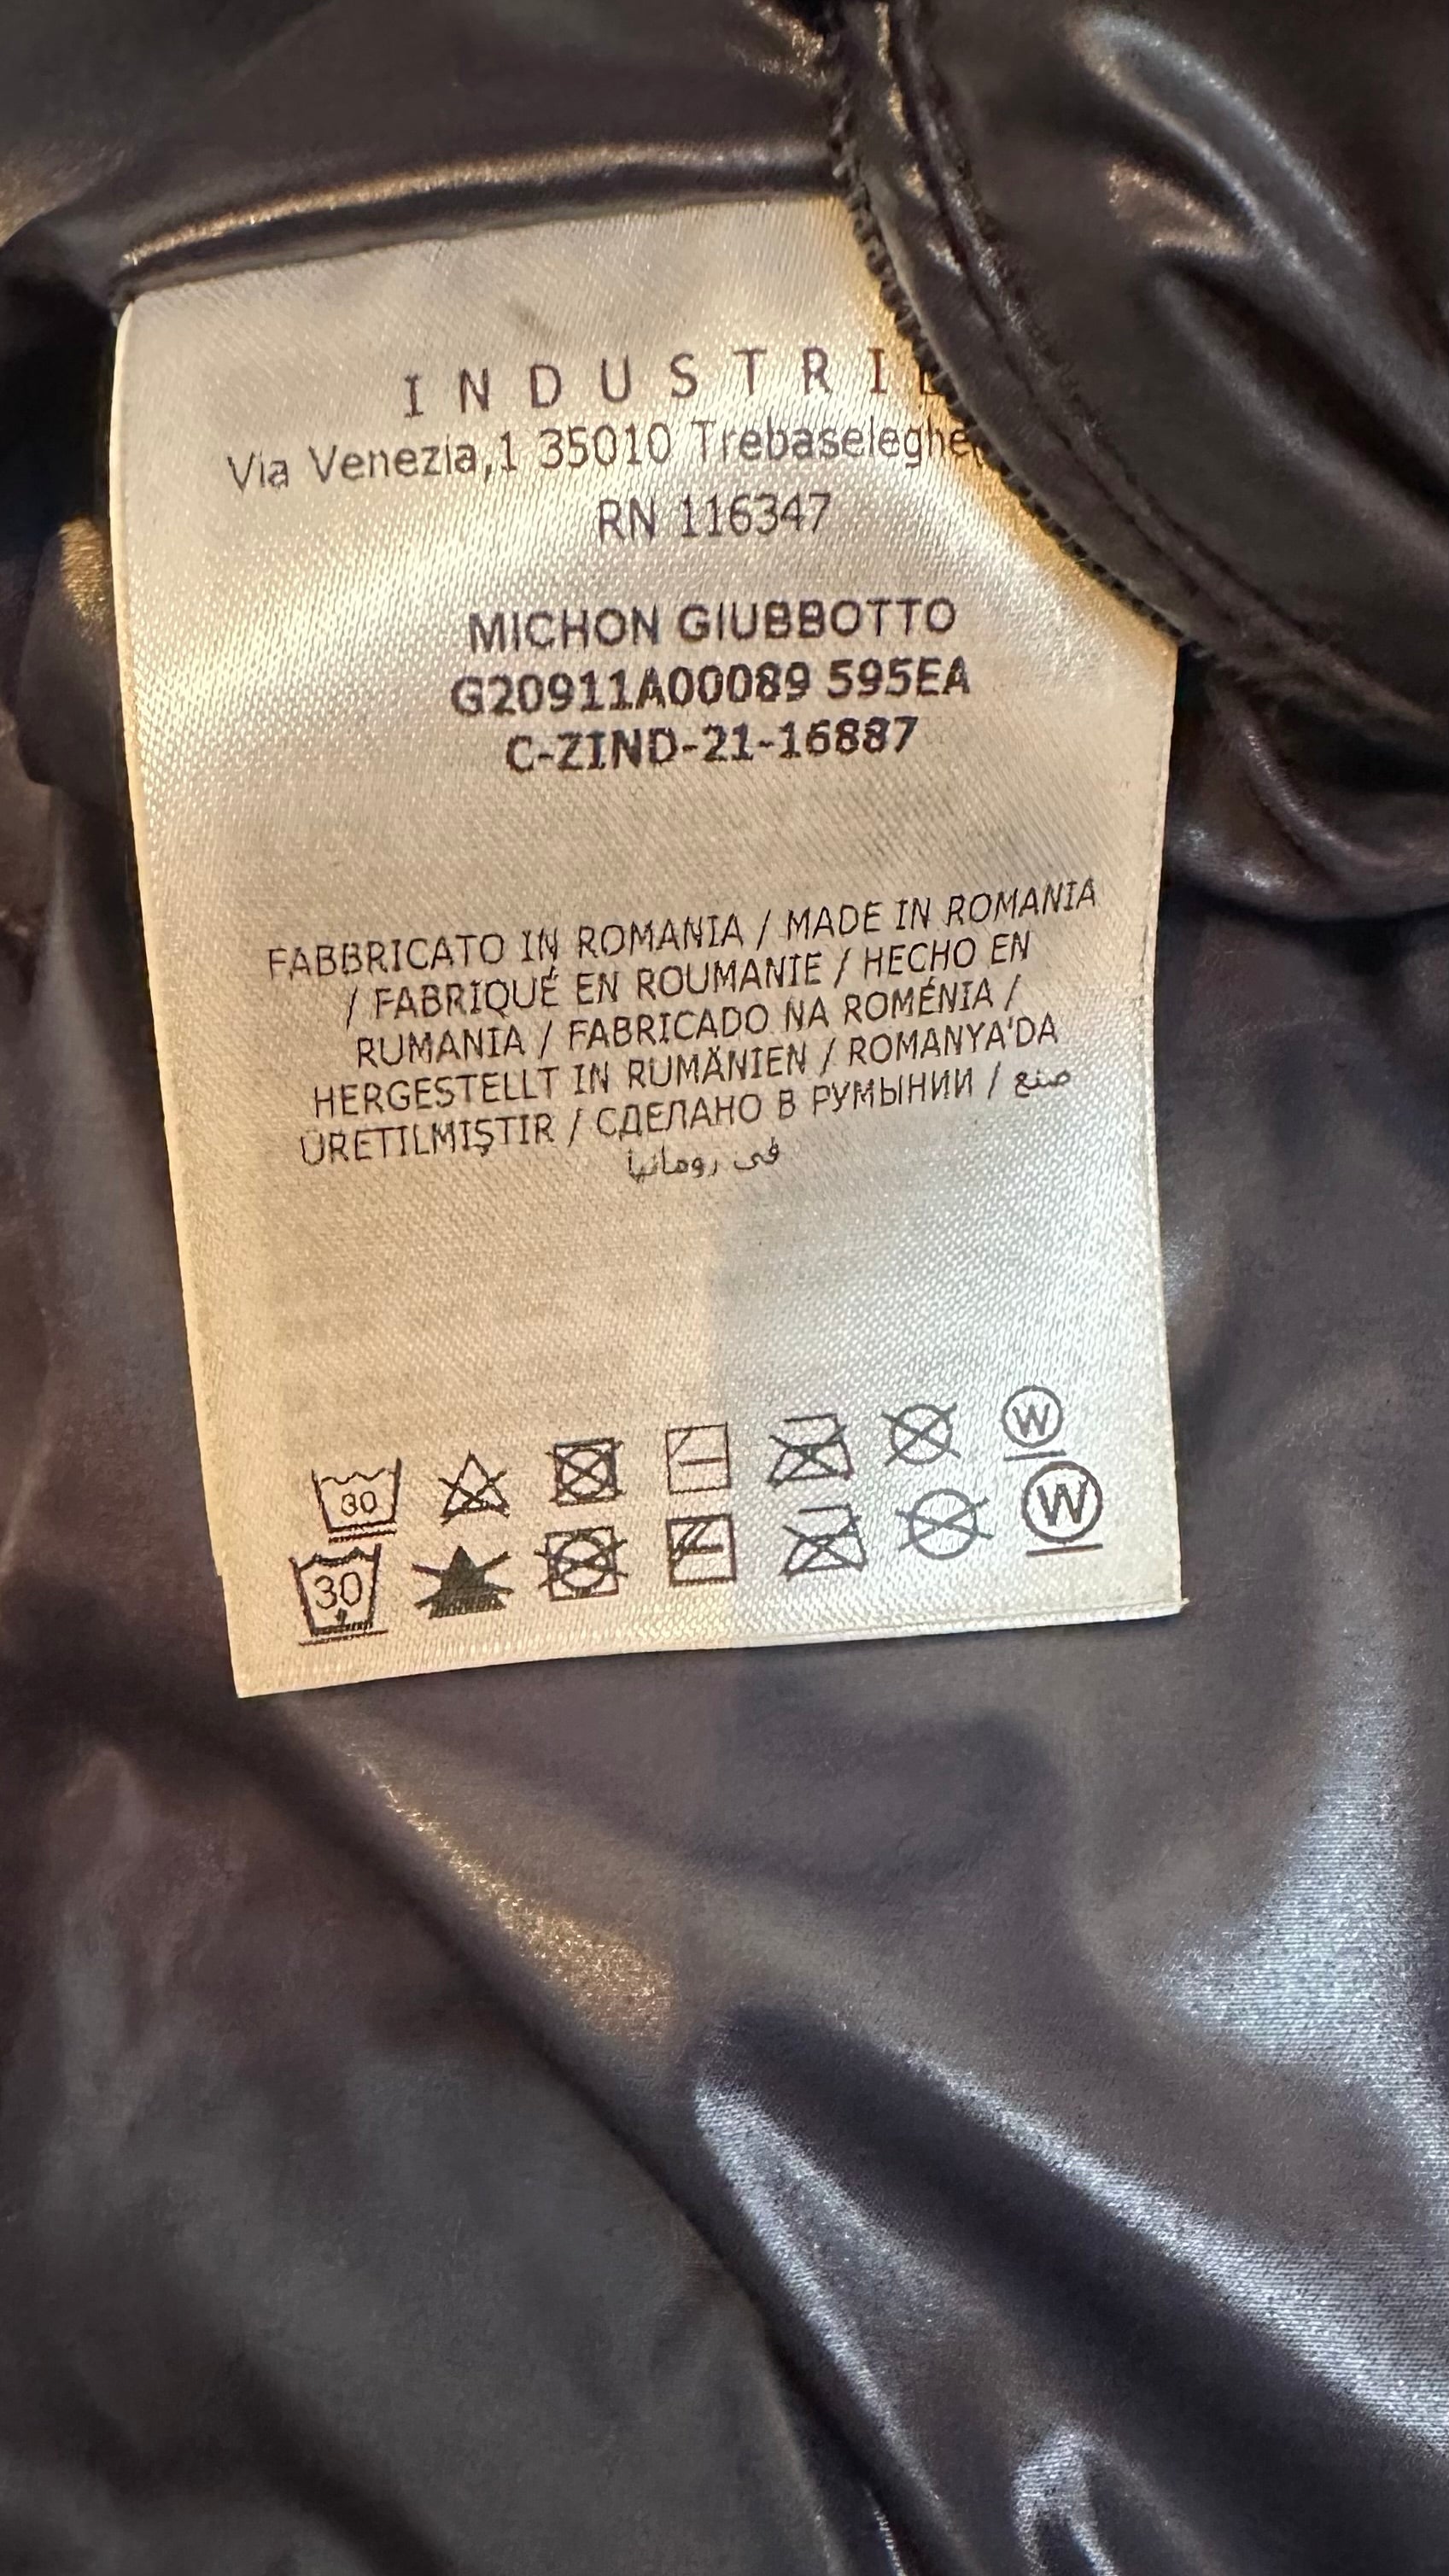 I N D U S T R I E
Via Venezia,1 35010 Trebaseleghe
RN 116347
MICHON GIUBBOTTO
G20911A00089 595EA
C-ZIND-21-16887
FABBRICATO IN ROMANIA / MADE IN ROMANIA
/ FABRIQUÉ EN ROUMANIE / HECHO EN
RUMANIA / FABRICADO NA ROMÉNIA /
HERGESTELLT IN RUMÄNIEN / ROMANYA'DA
ÜRETILMIŞTIR / СДЕЛАНО В РУМЫНИИ / صنع
في رومانيا
30 W
30 W